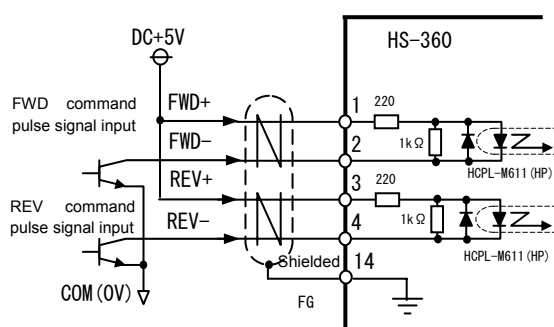 DC+5V
HS-360
FWD command
pulse signal input
FWD+
1
220
FWD-
2
1kΩ
HCPL-M611(HP)
REV+
3
220
REV command
pulse signal input
REV-
4
1kΩ
HCPL-M611(HP)
Shielded
14
COM(0V)
FG